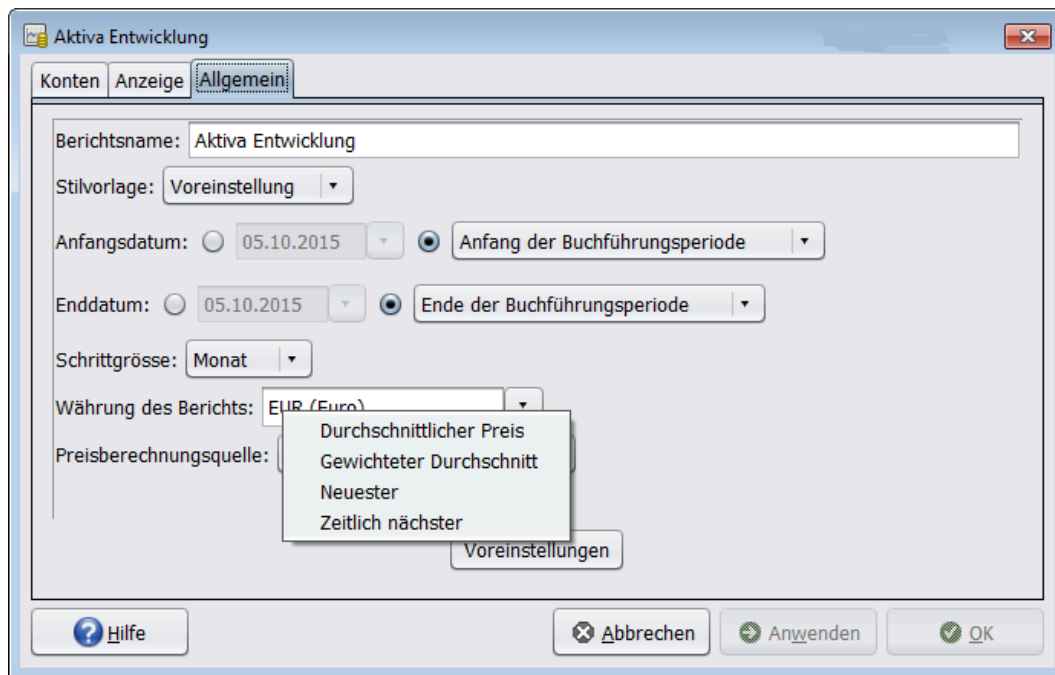 Aktiva Entwicklung
Konten Anzeige Allgemein
Berichtsname: Aktiva Entwicklung
Stilvorlage: Voreinstellung
Anfangsdatum: 05.10.2015 Anfang der Buchführungsperiode
Enddatum: 05.10.2015 Ende der Buchführungsperiode
Schrittgrösse: Monat
Währung des Berichts: EUR (Euro)
Preisberechnungsquelle:
Durchschnittlicher Preis
Gewichteter Durchschnitt
Neuester
Zeitlich nächster
Voreinstellungen
Hilfe Abbrechen Anwenden OK